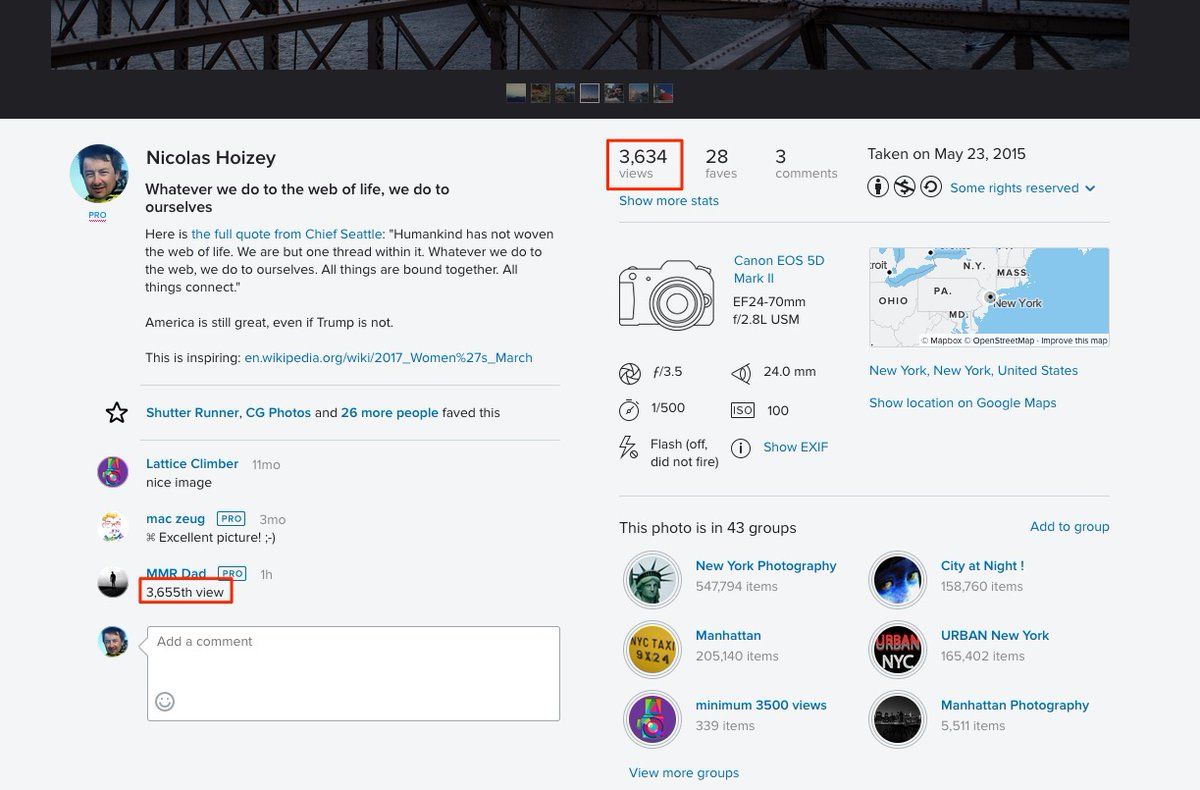 Nicolas Hoizey
PRO
Whatever we do to the web of life, we do to
ourselves
Here is the full quote from Chief Seattle: "Humankind has not woven
the web of life. We are but one thread within it. Whatever we do to
the web, we do to ourselves. All things are bound together. All
things connect."
America is still great, even if Trump is not.
This is inspiring: en.wikipedia.org/wiki/2017_Women%27s_March
Shutter Runner, CG Photos and 26 more people faved this
Lattice Climber 11mo
nice image
mac zeug PRO 3mo
⌘ Excellent picture! ;-)
MMR Dad PRO 1h
3,655th view
Add a comment
3,634
views
28
faves
3
comments
Show more stats
Taken on May 23, 2015
Some rights reserved
Canon EOS 5D
Mark II
EF24-70mm
f/2.8L USM
ƒ/3.5
24.0 mm
1/500
ISO 100
Flash (off,
did not fire)
Show EXIF
roit
N.Y.
MASS.
OHIO
PA.
New York
MD.
© Mapbox © OpenStreetMap · Improve this map
New York, New York, United States
Show location on Google Maps
This photo is in 43 groups
Add to group
New York Photography
547,794 items
City at Night !
158,760 items
NYC TAXI
9X24
Manhattan
205,140 items
URBAN
NYC
URBAN New York
165,402 items
minimum 3500 views
339 items
Manhattan Photography
5,511 items
View more groups